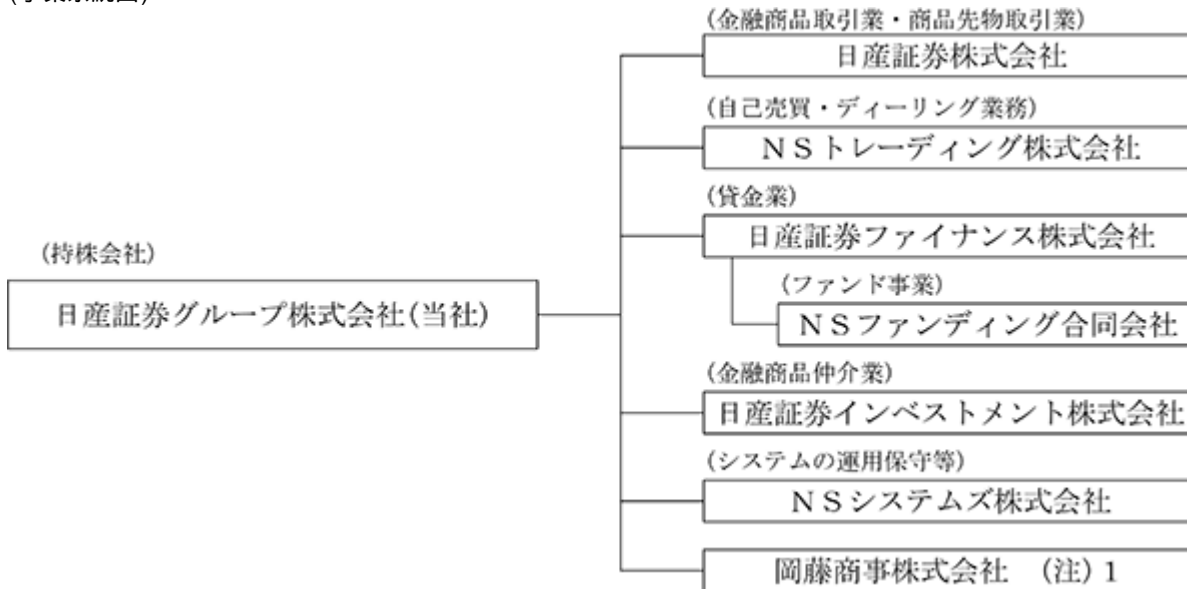 (金融商品取引業・商品先物取引業)
日産証券株式会社
(自己売買・ディーリング業務)
NSトレーディング株式会社
(貸金業)
日産証券ファイナンス株式会社
(持株会社)
(ファンド事業)
日産証券グループ株式会社(当社)
NSファンディング合同会社
(金融商品仲介業)
日産証券インベストメント株式会社
(システムの運用保守等)
NSシステムズ株式会社
岡藤商事株式会社 (注)1